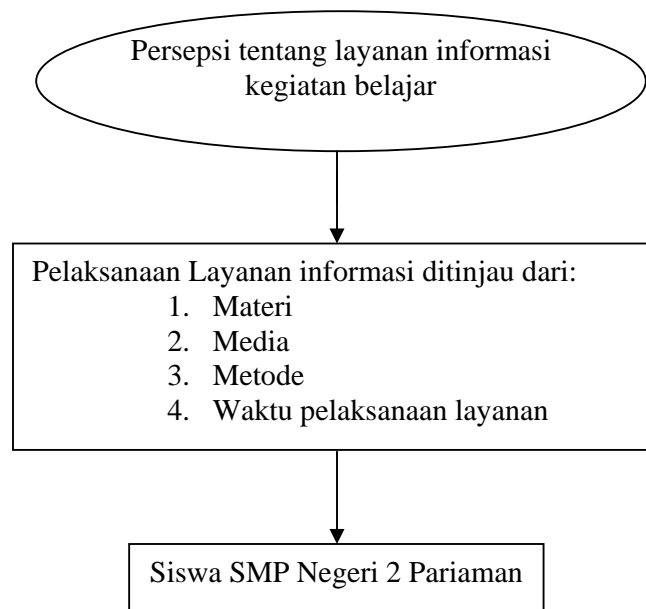 Persepsi tentang layanan informasi
kegiatan belajar
Pelaksanaan Layanan informasi ditinjau dari:
1. Materi
2. Media
3. Metode
4. Waktu pelaksanaan layanan
Siswa SMP Negeri 2 Pariaman